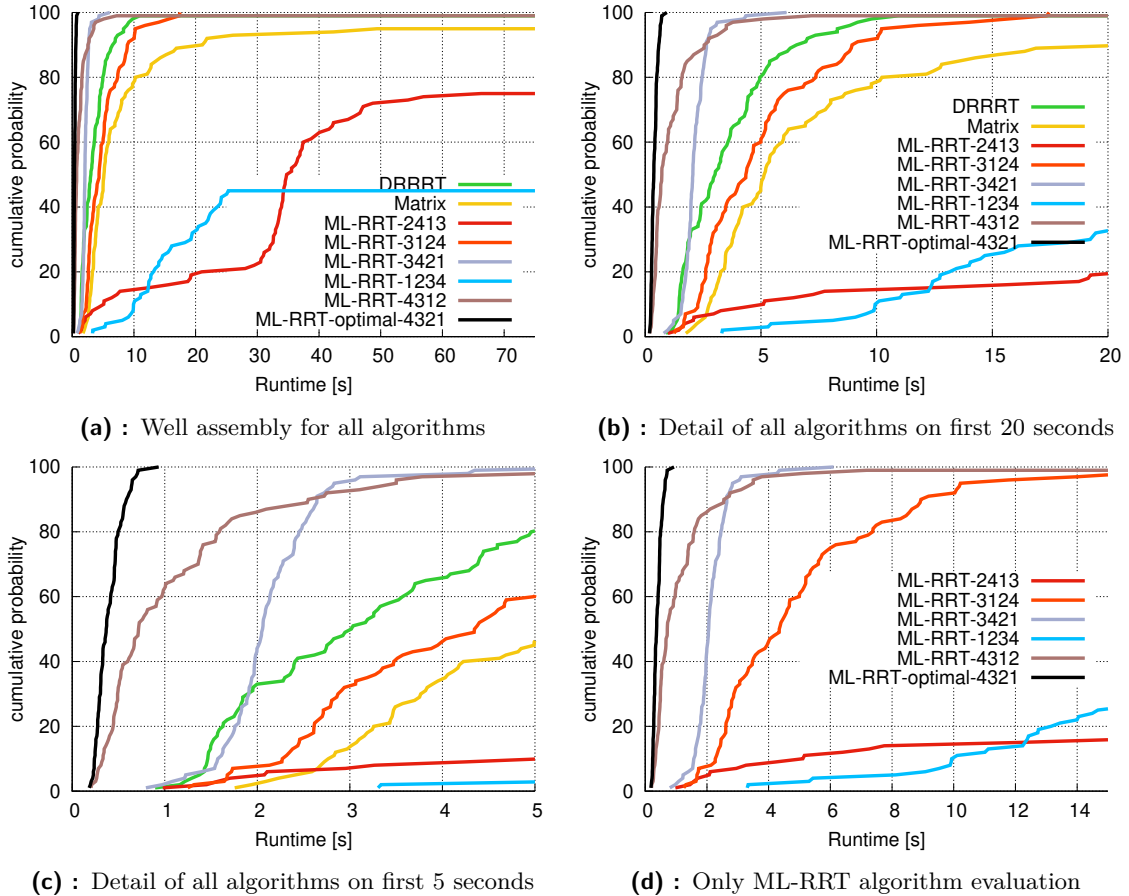 100
80
60
40
20
0
cumulative probability
0 10 20 30 40 50 60 70
Runtime [s]
DRRRT
Matrix
ML-RRT-2413
ML-RRT-3124
ML-RRT-3421
ML-RRT-1234
ML-RRT-4312
ML-RRT-optimal-4321
(a) : Well assembly for all algorithms
100
80
60
40
20
0
cumulative probability
0 5 10 15 20
Runtime [s]
DRRRT
Matrix
ML-RRT-2413
ML-RRT-3124
ML-RRT-3421
ML-RRT-1234
ML-RRT-4312
ML-RRT-optimal-4321
(b) : Detail of all algorithms on first 20 seconds
100
80
60
40
20
0
cumulative probability
0 1 2 3 4 5
Runtime [s]
(c) : Detail of all algorithms on first 5 seconds
100
80
60
40
20
0
cumulative probability
0 2 4 6 8 10 12 14
Runtime [s]
ML-RRT-2413
ML-RRT-3124
ML-RRT-3421
ML-RRT-1234
ML-RRT-4312
ML-RRT-optimal-4321
(d) : Only ML-RRT algorithm evaluation